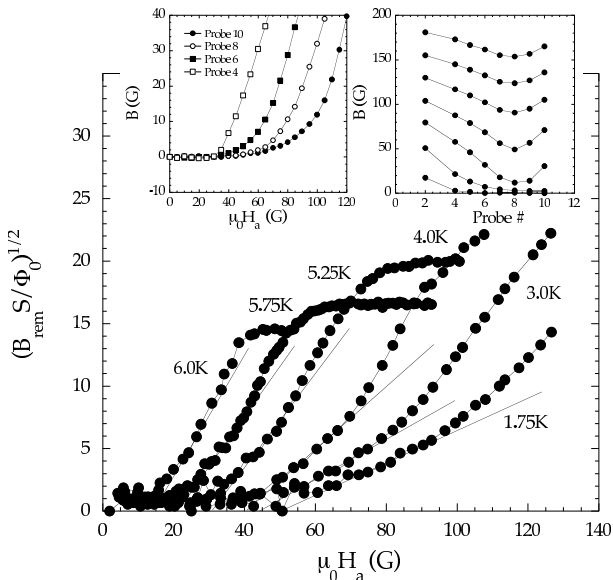 40
30
20
10
0
-10
B (G)
Probe 10
Probe 8
Probe 6
Probe 4
0 20 40 60 80 100 120
μ₀Hₐ (G)
200
150
100
50
0
B (G)
0 2 4 6 8 10 12
Probe #
(B_rem S/Φ₀)^1/2
30
25
20
15
10
5
0
6.0K
5.75K
5.25K
4.0K
3.0K
1.75K
0 20 40 60 80 100 120 140
μ₀Hₐ (G)